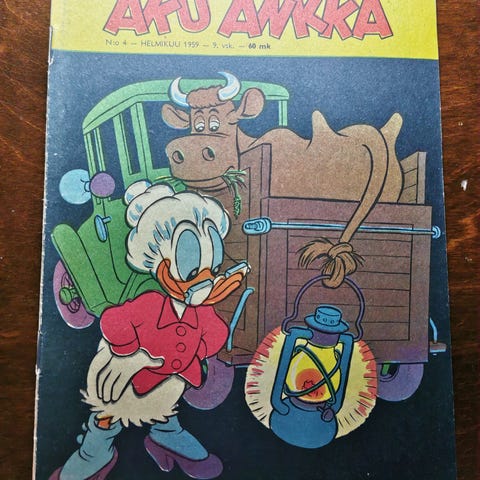 AKU ANKKA
N:o 4 — HELMIKUU 1959 — 9. vsk. — 60 mk